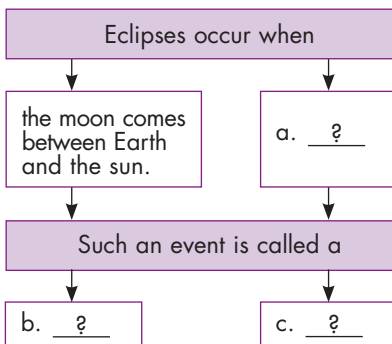 Eclipses occur when
the moon comes
between Earth
and the sun.
a. ?
Such an event is called a
b. ?
c. ?